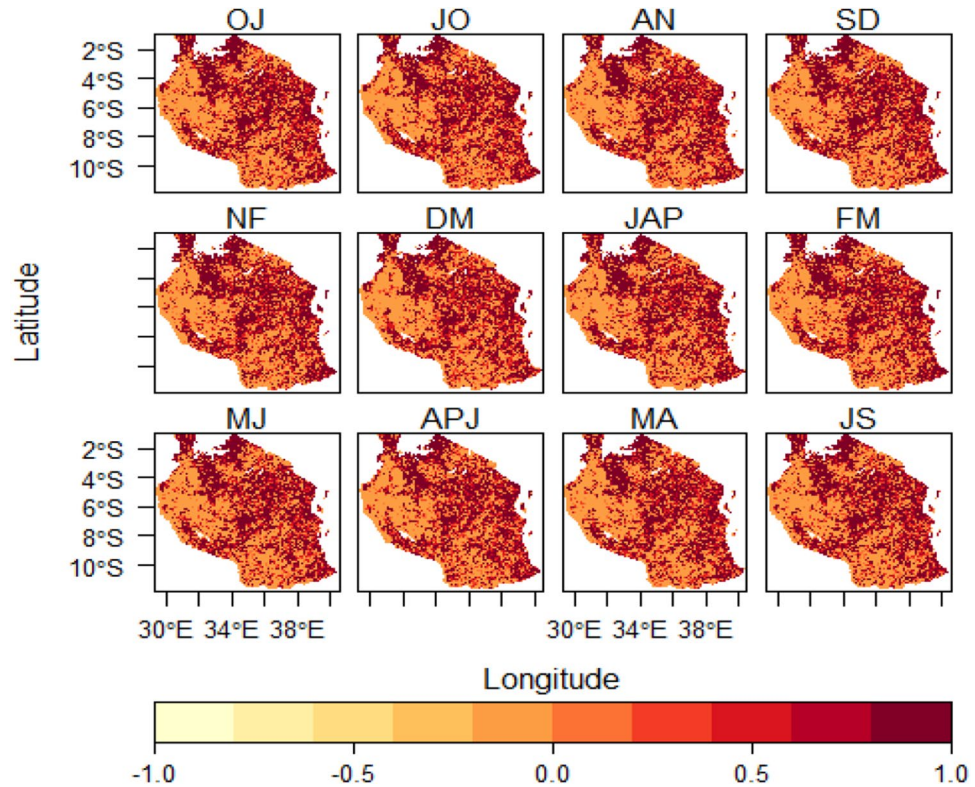 OJ JO AN SD
2°S
4°S
6°S
8°S
10°S
NF DM JAP FM
Latitude
MJ APJ MA JS
2°S
4°S
6°S
8°S
10°S
30°E 34°E 38°E 30°E 34°E 38°E
Longitude
-1.0 -0.5 0.0 0.5 1.0